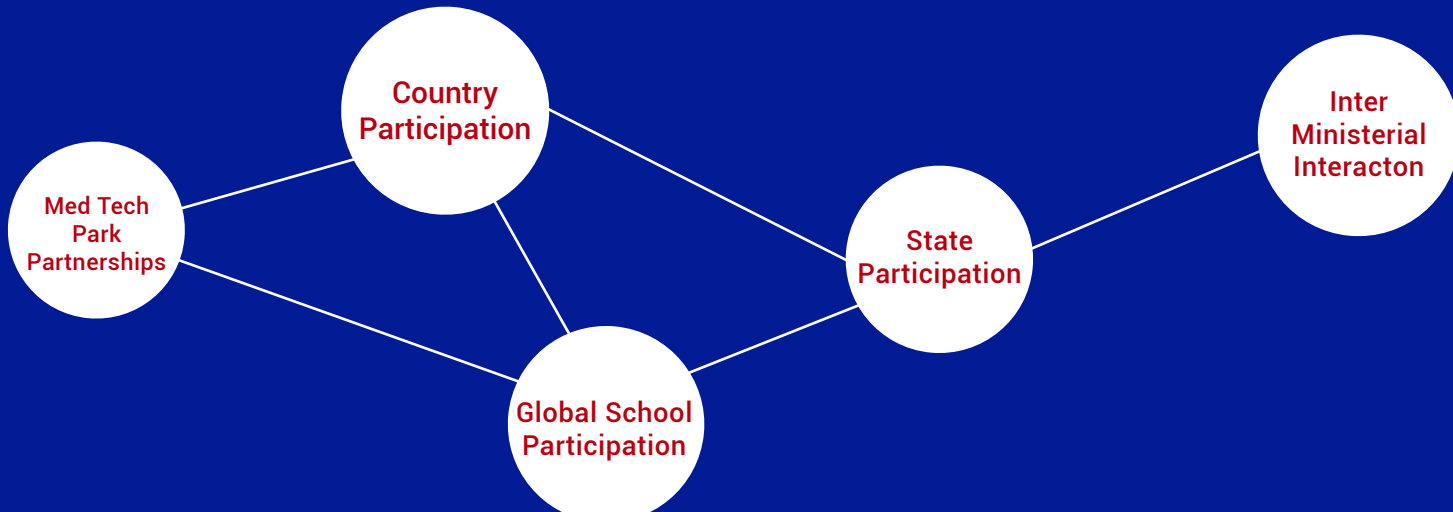 Med Tech
Park
Partnerships
Country
Participation
Global School
Participation
State
Participation
Inter
Ministerial
Interacton